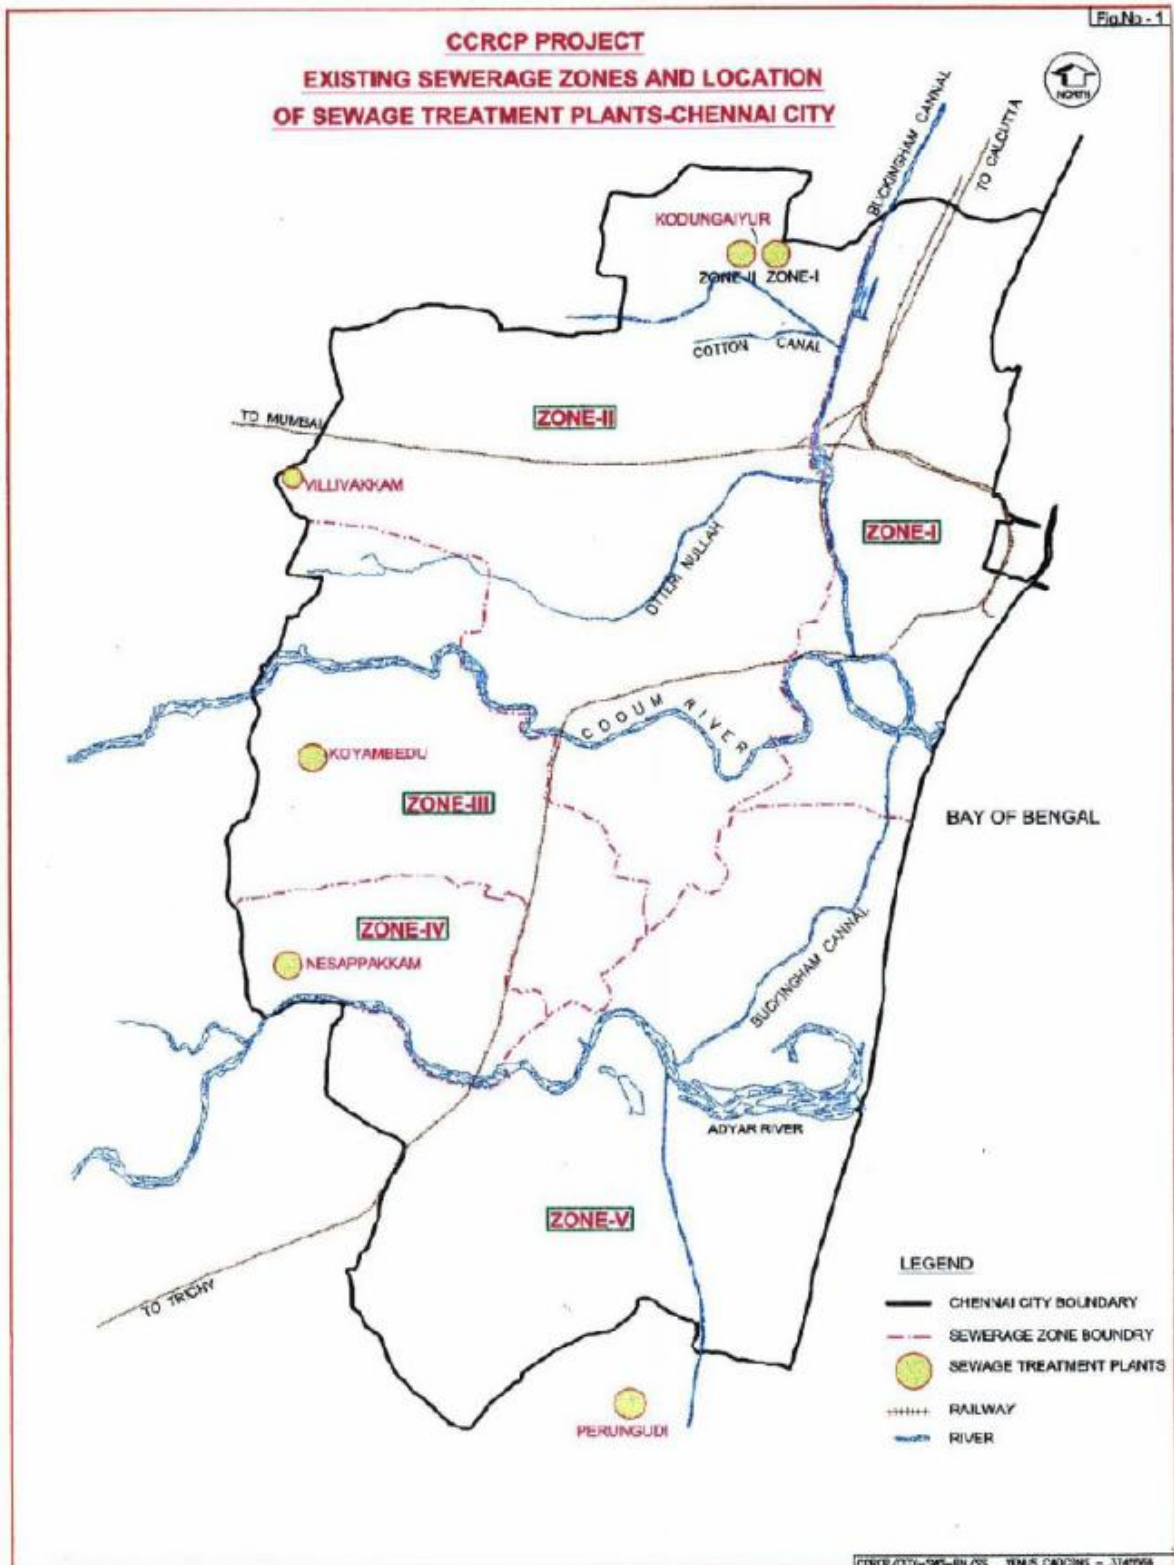 Fig.No - 1
CCRCP PROJECT
EXISTING SEWERAGE ZONES AND LOCATION
OF SEWAGE TREATMENT PLANTS-CHENNAI CITY
NORTH
BUCKINGHAM CANNAL
TO CALCUTTA
KODUNGAIYUR
ZONE-II ZONE-I
COTTON CANAL
TO MUMBAI
ZONE-II
VILLIVAKKAM
OTTERI NULLAH
ZONE-I
COOUM RIVER
KOYAMBEDU
ZONE-III
BAY OF BENGAL
ZONE-IV
NESAPPAKKAM
BUCKINGHAM CANNAL
ADYAR RIVER
ZONE-V
TO TRICHY
PERUNGUDI
LEGEND
CHENNAI CITY BOUNDARY
SEWERAGE ZONE BOUNDRY
SEWAGE TREATMENT PLANTS
RAILWAY
RIVER